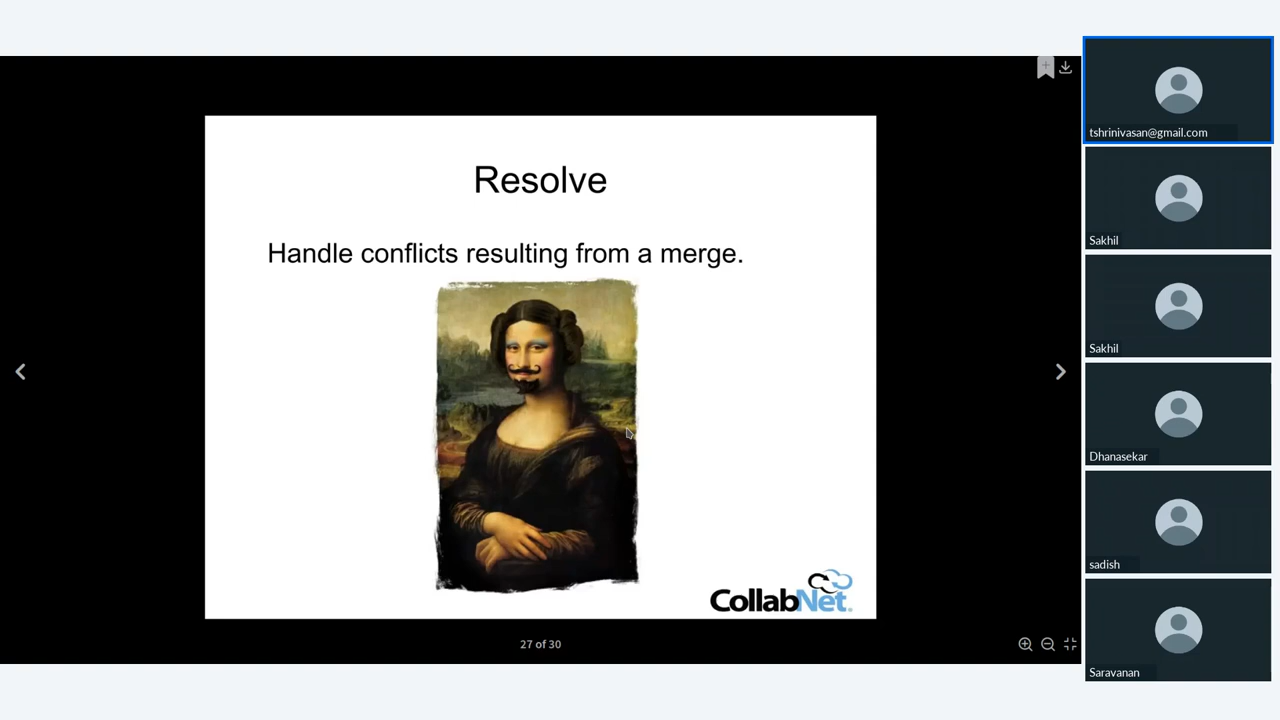 Resolve
Handle conflicts resulting from a merge.
CollabNet
27 of 30
tshrinivasan@gmail.com
Sakhil
Sakhil
Dhanasekar
sadish
Saravanan